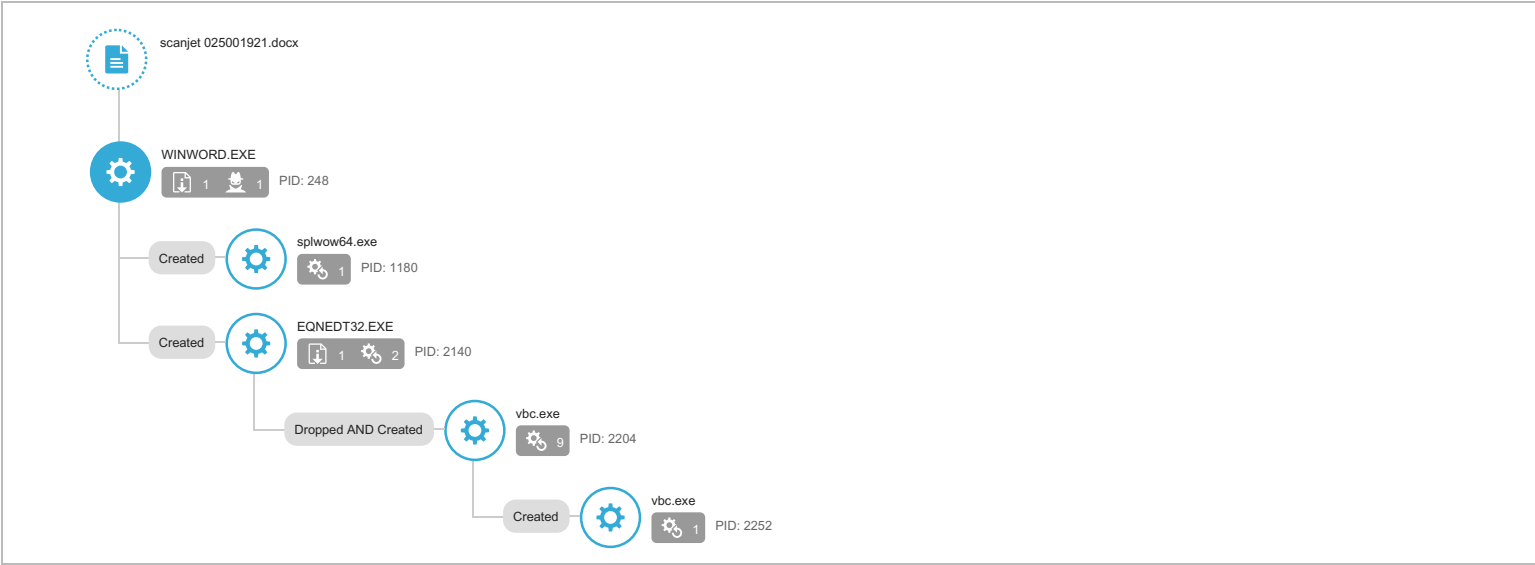 scanjet 025001921.docx
WINWORD.EXE
1 1 PID: 248
Created
splwow64.exe
1 PID: 1180
Created
EQNEDT32.EXE
1 2 PID: 2140
Dropped AND Created
vbc.exe
9 PID: 2204
Created
vbc.exe
1 PID: 2252